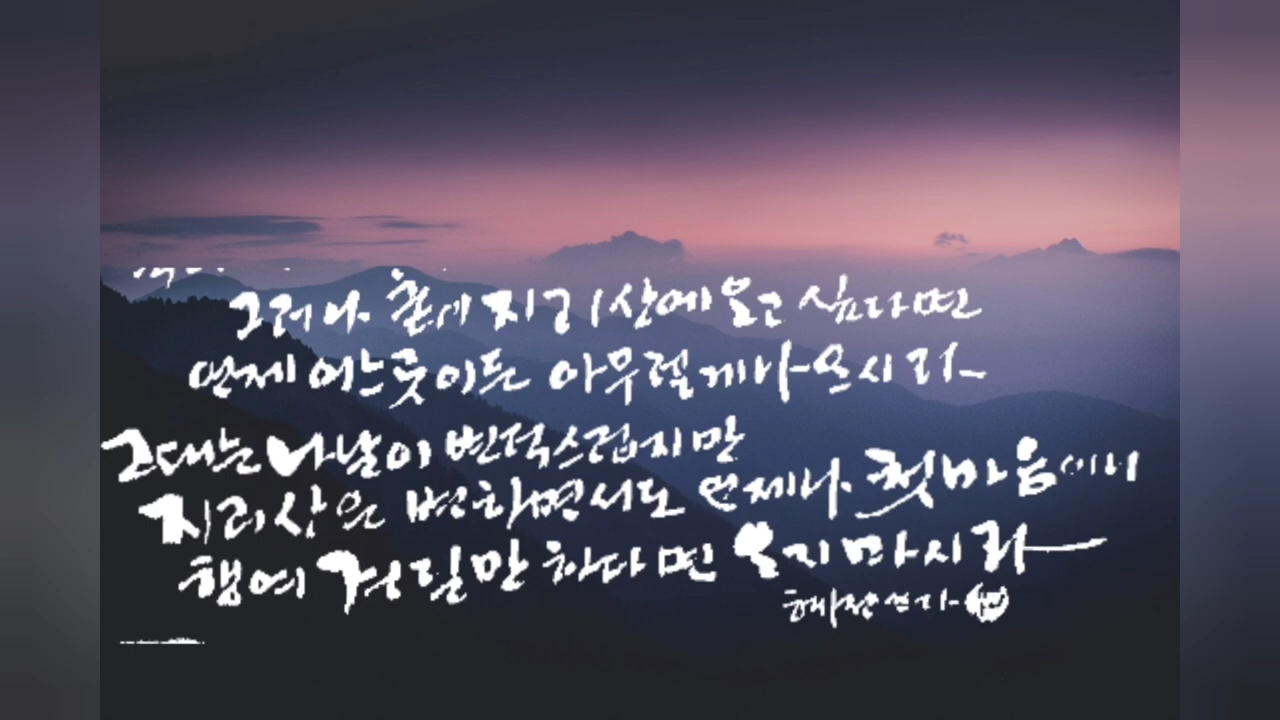 그러나 혼에 지리산에 오고 싶다면
언제 어느 곳이든 아무렇게나 오시라
그대는 나날이 변덕스럽지만
지리산은 변하면서도 언제나 첫 마음이니
행여 견딜만 하다면 오지 마시라